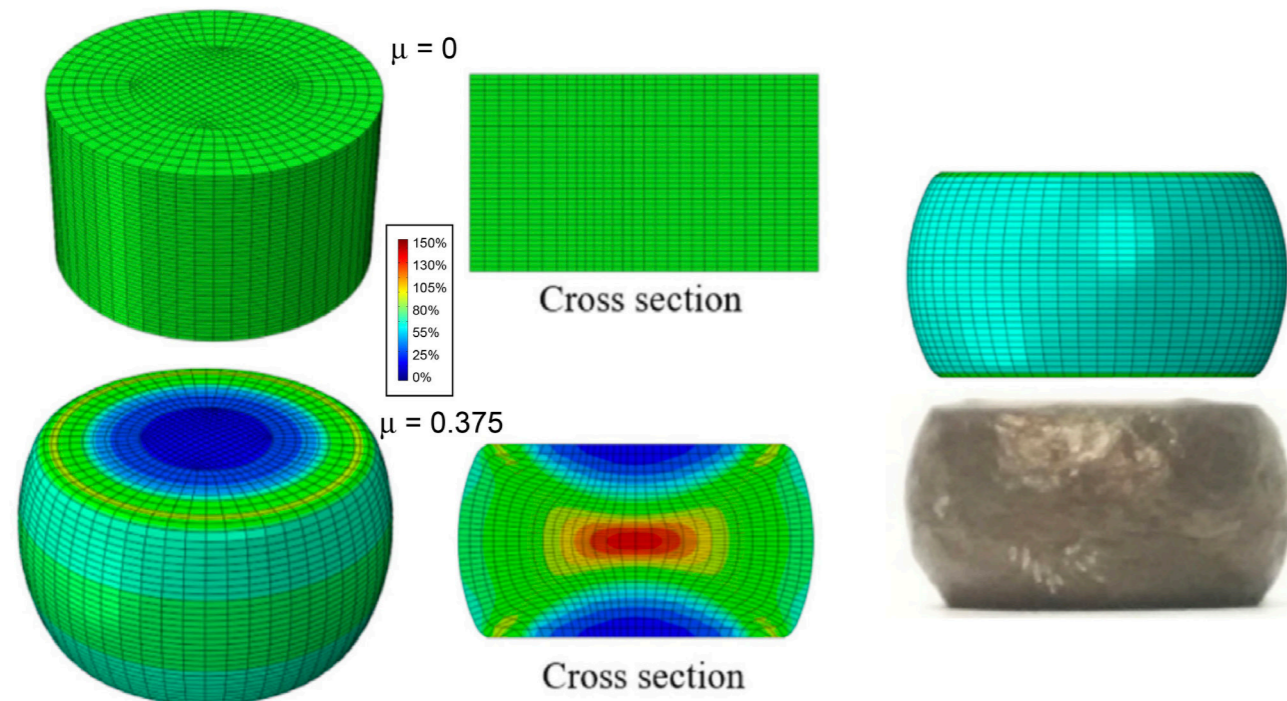 μ = 0
150%
130%
105%
80%
55%
25%
0%
Cross section
μ = 0.375
Cross section